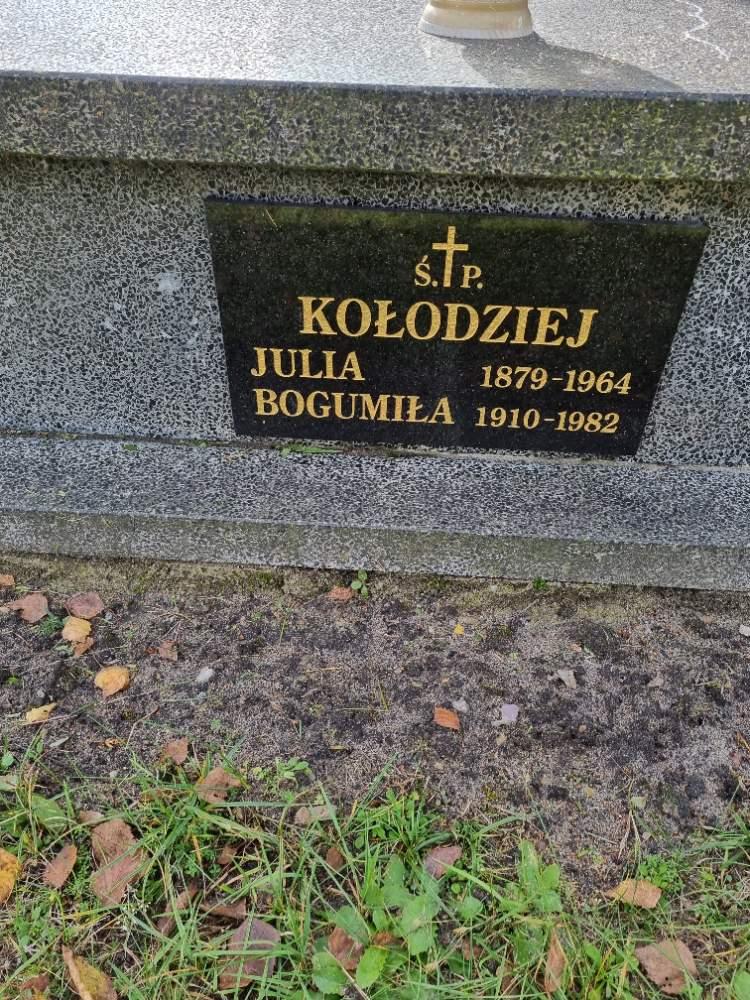 Ś. P.
KOŁODZIEJ
JULIA 1879-1964
BOGUMIŁA 1910-1982